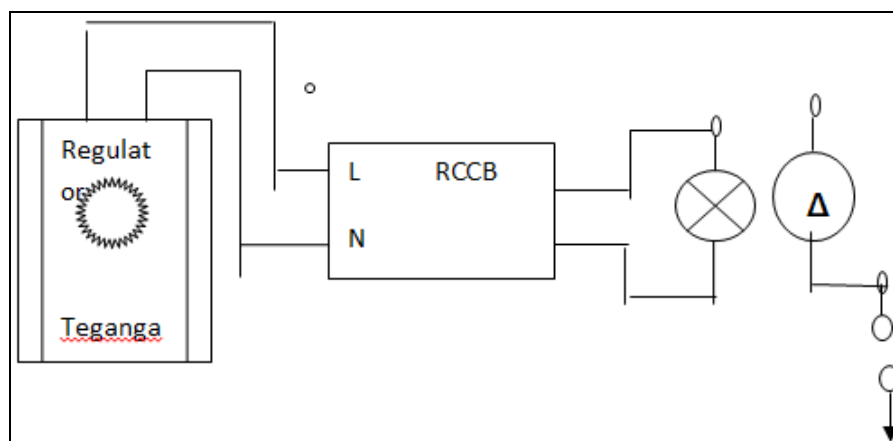 Regulat
or
L RCCB
N
Δ
Teganga